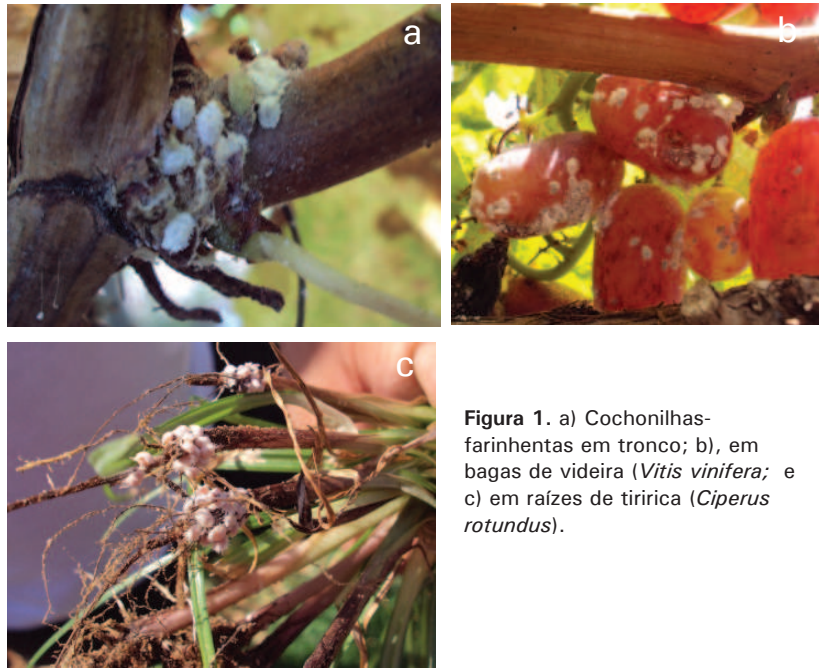 a
b
c
Figura 1. a) Cochonilhas-
farinhentas em tronco; b), em
bagas de videira (Vitis vinifera; e
c) em raízes de tiririca (Ciperus
rotundus).